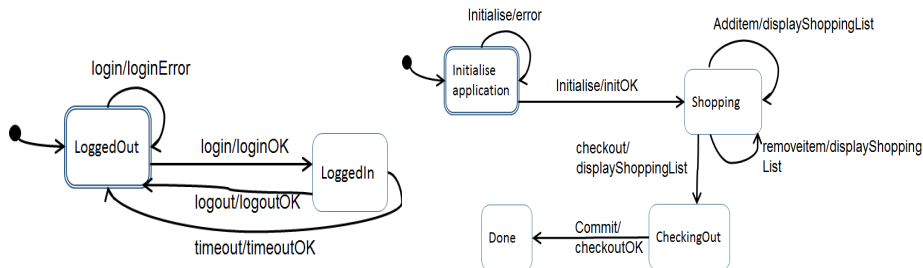 login/loginError
LoggedOut
login/loginOK
LoggedIn
logout/logoutOK
timeout/timeoutOK
Initialise/error
Initialise
application
Initialise/initOK
Additem/displayShoppingList
Shopping
removeitem/displayShopping
List
checkout/
displayShoppingList
CheckingOut
Commit/
checkoutOK
Done